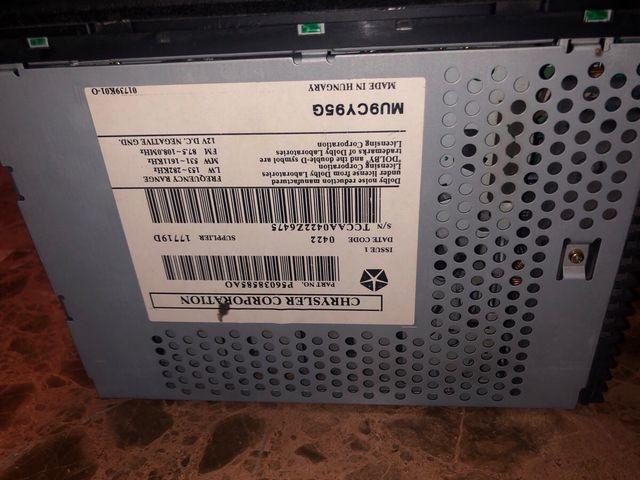 CHRYSLER CORPORATION
PART NO. P56038585AO
ISSUE 1
DATE CODE 0422 SUPPLIER 17719D
S/N TCCAA0422Z6475
FREQUENCY RANGE
LW 153~282KHz
MW 531~1611KHz
FM 87.5~108.0MHz
12V D.C. NEGATIVE GND.
Dolby noise reduction manufactured
under license from Dolby Laboratories
Licensing Corporation
"DOLBY" and the double-D symbol are
trademarks of Dolby Laboratories
Licensing Corporation
MU9CY95G
MADE IN HUNGARY
01739K01-O